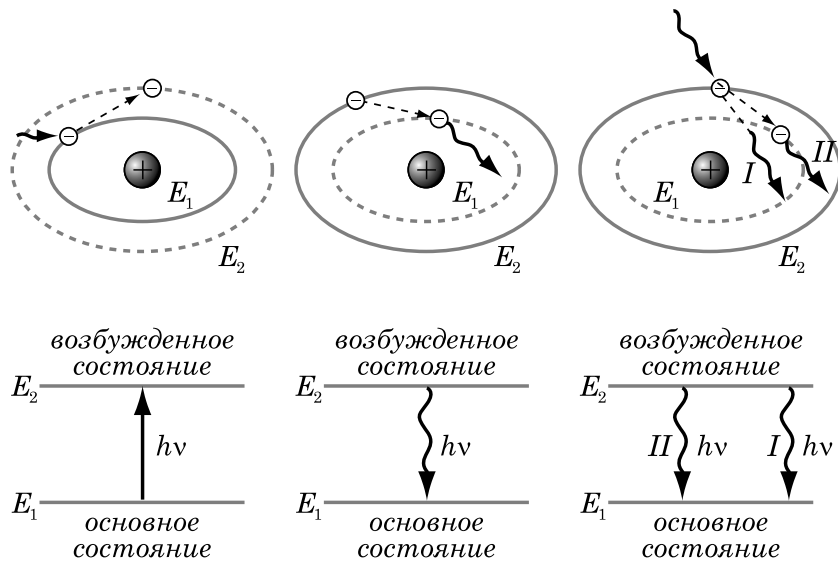 E₁
E₂
E₁
E₂
I
II
E₁
E₂
возбужденное
состояние
E₂
hν
E₁
основное
состояние
возбужденное
состояние
E₂
hν
E₁
основное
состояние
возбужденное
состояние
E₂
II hν I hν
E₁
основное
состояние